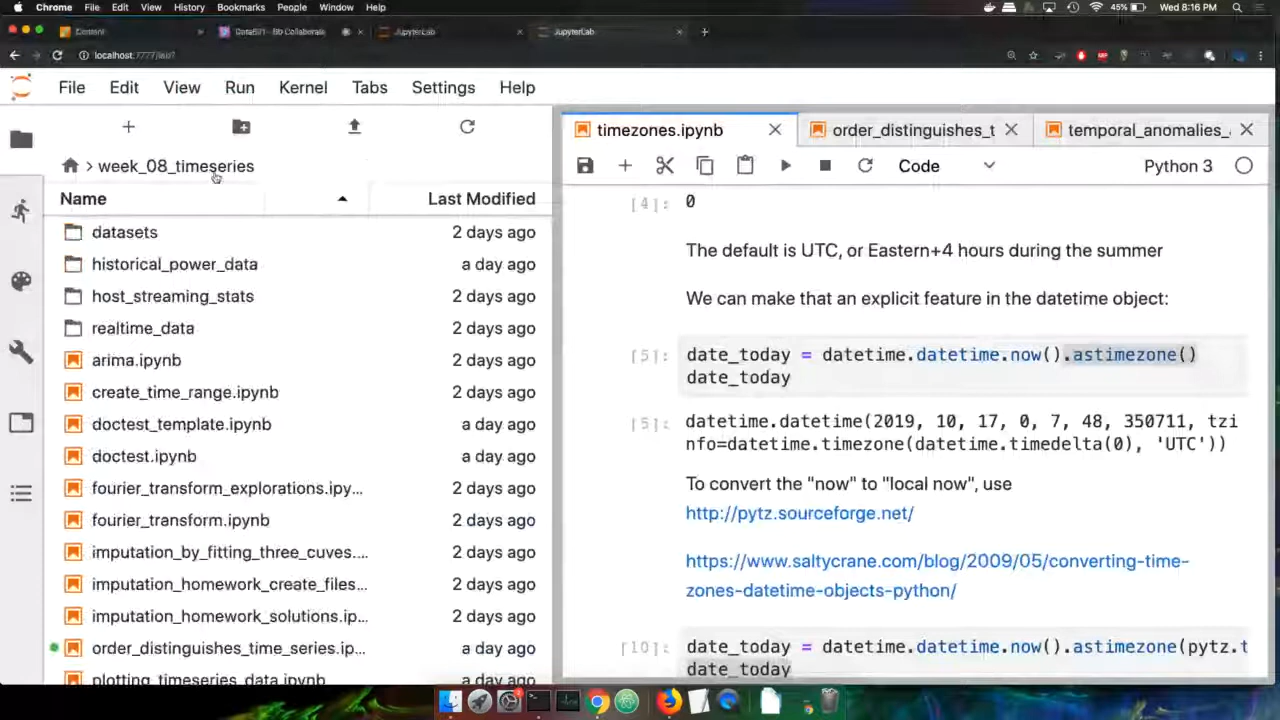 Chrome File Edit View History Bookmarks People Window Help 45% Wed 8:16 PM
Content JupyterLab JupyterLab
File Edit View Run Kernel Tabs Settings Help
timezones.ipynb order_distinguishes_t temporal_anomalies_
week_08_timeseries
Code Python 3
Name Last Modified
datasets 2 days ago
historical_power_data a day ago
host_streaming_stats 2 days ago
realtime_data 2 days ago
arima.ipynb 2 days ago
create_time_range.ipynb 2 days ago
doctest_template.ipynb a day ago
doctest.ipynb a day ago
fourier_transform_explorations.ipy... 2 days ago
fourier_transform.ipynb 2 days ago
imputation_by_fitting_three_cuves.... 2 days ago
imputation_homework_create_files... 2 days ago
imputation_homework_solutions.ip... 2 days ago
order_distinguishes_time_series.ip... a day ago
plotting_timeseries_data.ipynb 2 days ago
[4]: 0
The default is UTC, or Eastern+4 hours during the summer
We can make that an explicit feature in the datetime object:
[5]: date_today = datetime.datetime.now().astimezone()
date_today
[5]: datetime.datetime(2019, 10, 17, 0, 7, 48, 350711, tzi
nfo=datetime.timezone(datetime.timedelta(0), 'UTC'))
To convert the "now" to "local now", use
http://pytz.sourceforge.net/
https://www.saltycrane.com/blog/2009/05/converting-time-
zones-datetime-objects-python/
[10]: date_today = datetime.datetime.now().astimezone(pytz.t
date_today